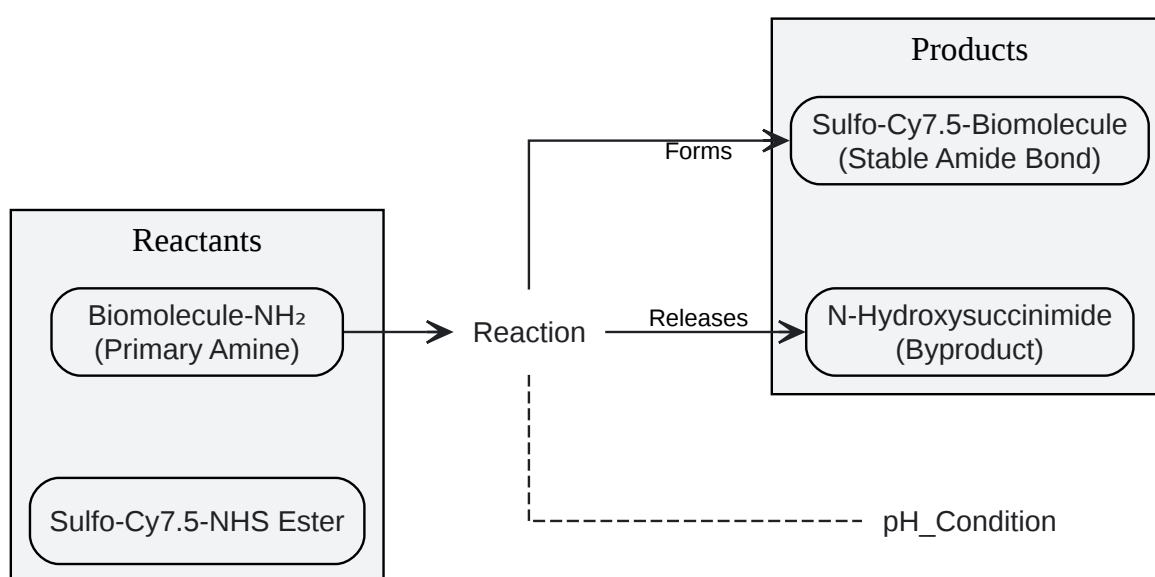 Products
Sulfo-Cy7.5-Biomolecule
(Stable Amide Bond)
Forms
Reactants
Biomolecule-NH₂
(Primary Amine)
Reaction
Releases
N-Hydroxysuccinimide
(Byproduct)
Sulfo-Cy7.5-NHS Ester
pH_Condition